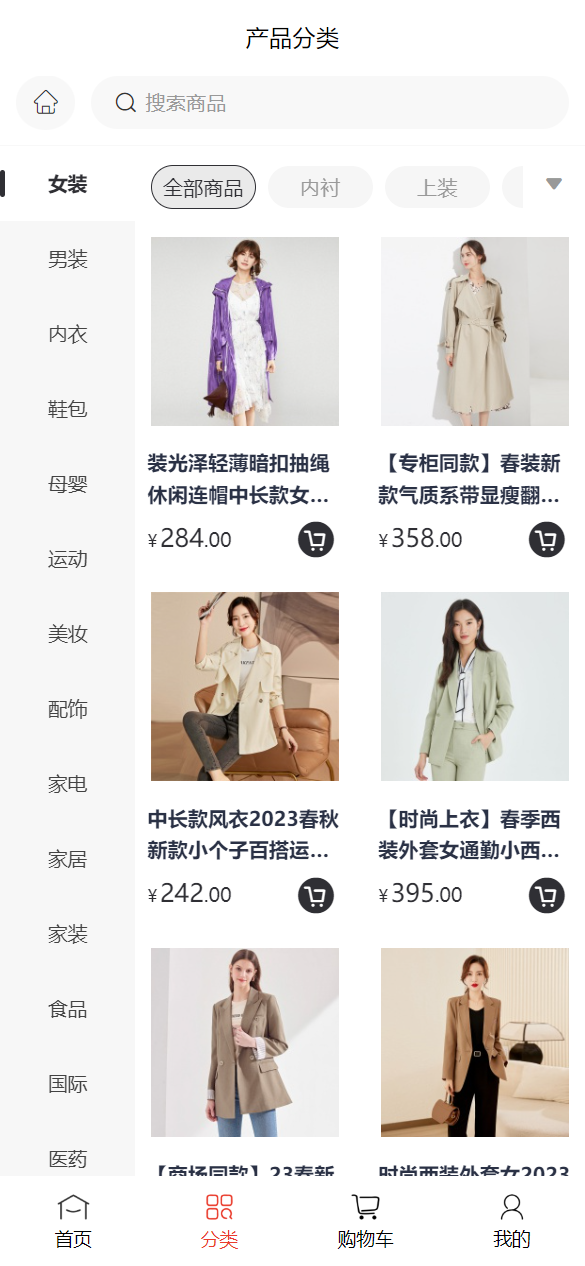 产品分类
搜索商品
女装
男装
内衣
鞋包
母婴
运动
美妆
配饰
家电
家居
家装
食品
国际
医药
全部商品
内衬
上装
装光泽轻薄暗扣抽绳
休闲连帽中长款女...
¥284.00
【专柜同款】春装新
款气质系带显瘦翻...
¥358.00
中长款风衣2023春秋
新款小个子百搭运...
¥242.00
【时尚上衣】春季西
装外套女通勤小西...
¥395.00
【商场同款】23春新
时尚西装外套女2023
首页
分类
购物车
我的